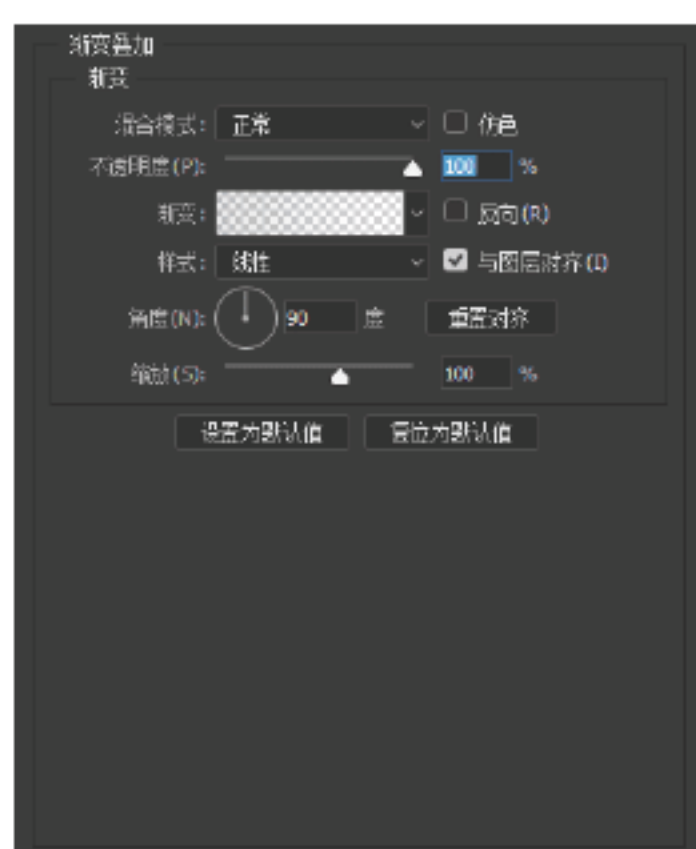 渐变叠加
渐变
混合模式: 正常 仿色
不透明度(P): 100 %
渐变: 反向(R)
样式: 线性 与图层对齐(I)
角度(N): 90 度 重置对齐
缩放(S): 100 %
设置为默认值 复位为默认值